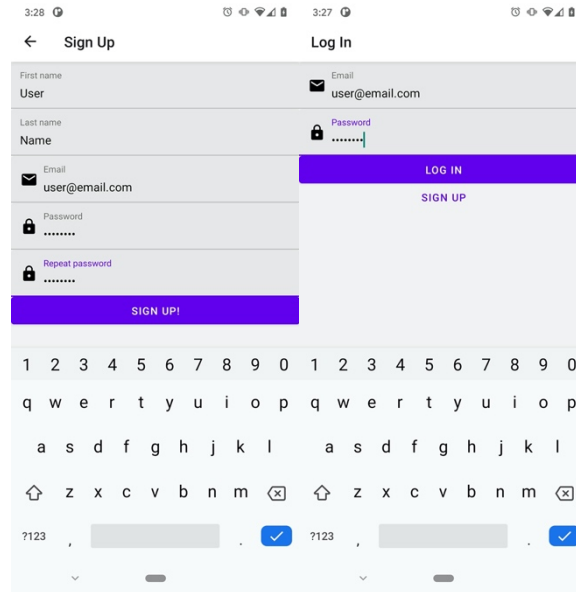 3:28
Sign Up
First name
User
Last name
Name
Email
user@email.com
Password
••••••••
Repeat password
••••••••
SIGN UP!
1 2 3 4 5 6 7 8 9 0
q w e r t y u i o p
a s d f g h j k l
z x c v b n m
?123 , .
3:27
Log In
Email
user@email.com
Password
••••••••
LOG IN
SIGN UP
1 2 3 4 5 6 7 8 9 0
q w e r t y u i o p
a s d f g h j k l
z x c v b n m
?123 , .